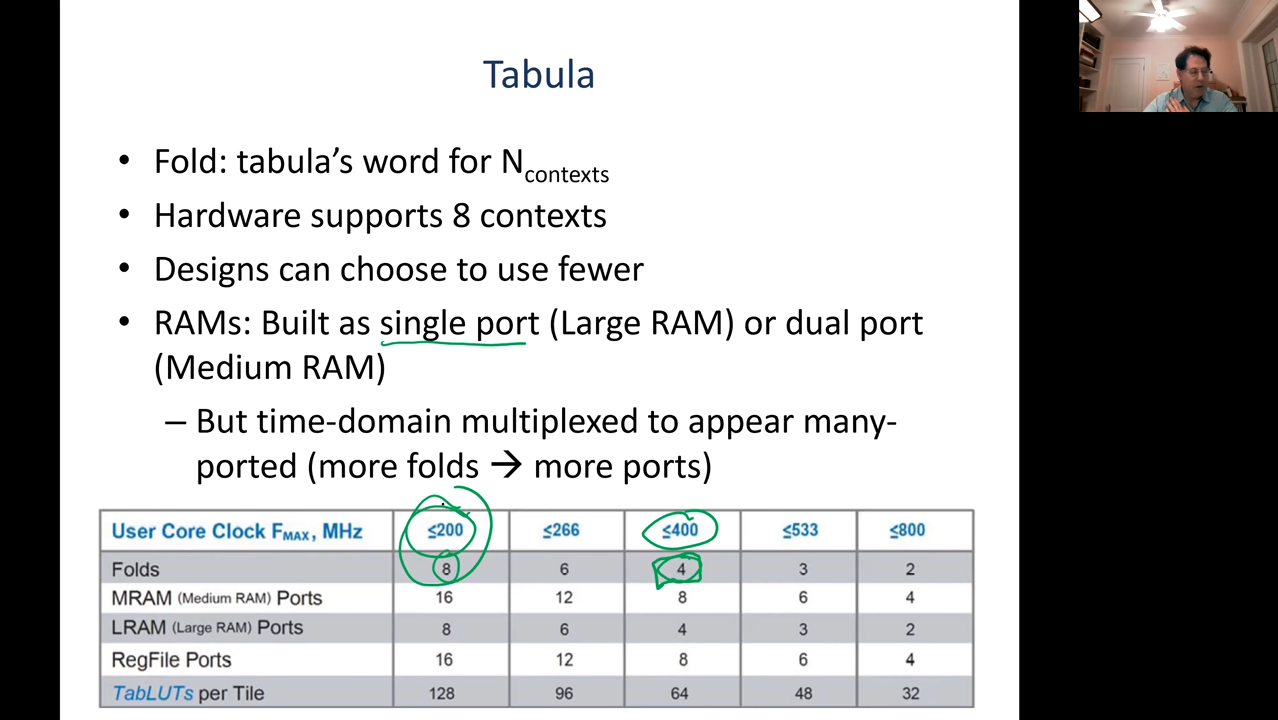 Tabula
• Fold: tabula's word for Ncontexts
• Hardware supports 8 contexts
• Designs can choose to use fewer
• RAMs: Built as single port (Large RAM) or dual port
(Medium RAM)
– But time-domain multiplexed to appear many-
ported (more folds → more ports)
User Core Clock FMAX, MHz ≤200 ≤266 ≤400 ≤533 ≤800
Folds 8 6 4 3 2
MRAM (Medium RAM) Ports 16 12 8 6 4
LRAM (Large RAM) Ports 8 6 4 3 2
RegFile Ports 16 12 8 6 4
TabLUTs per Tile 128 96 64 48 32